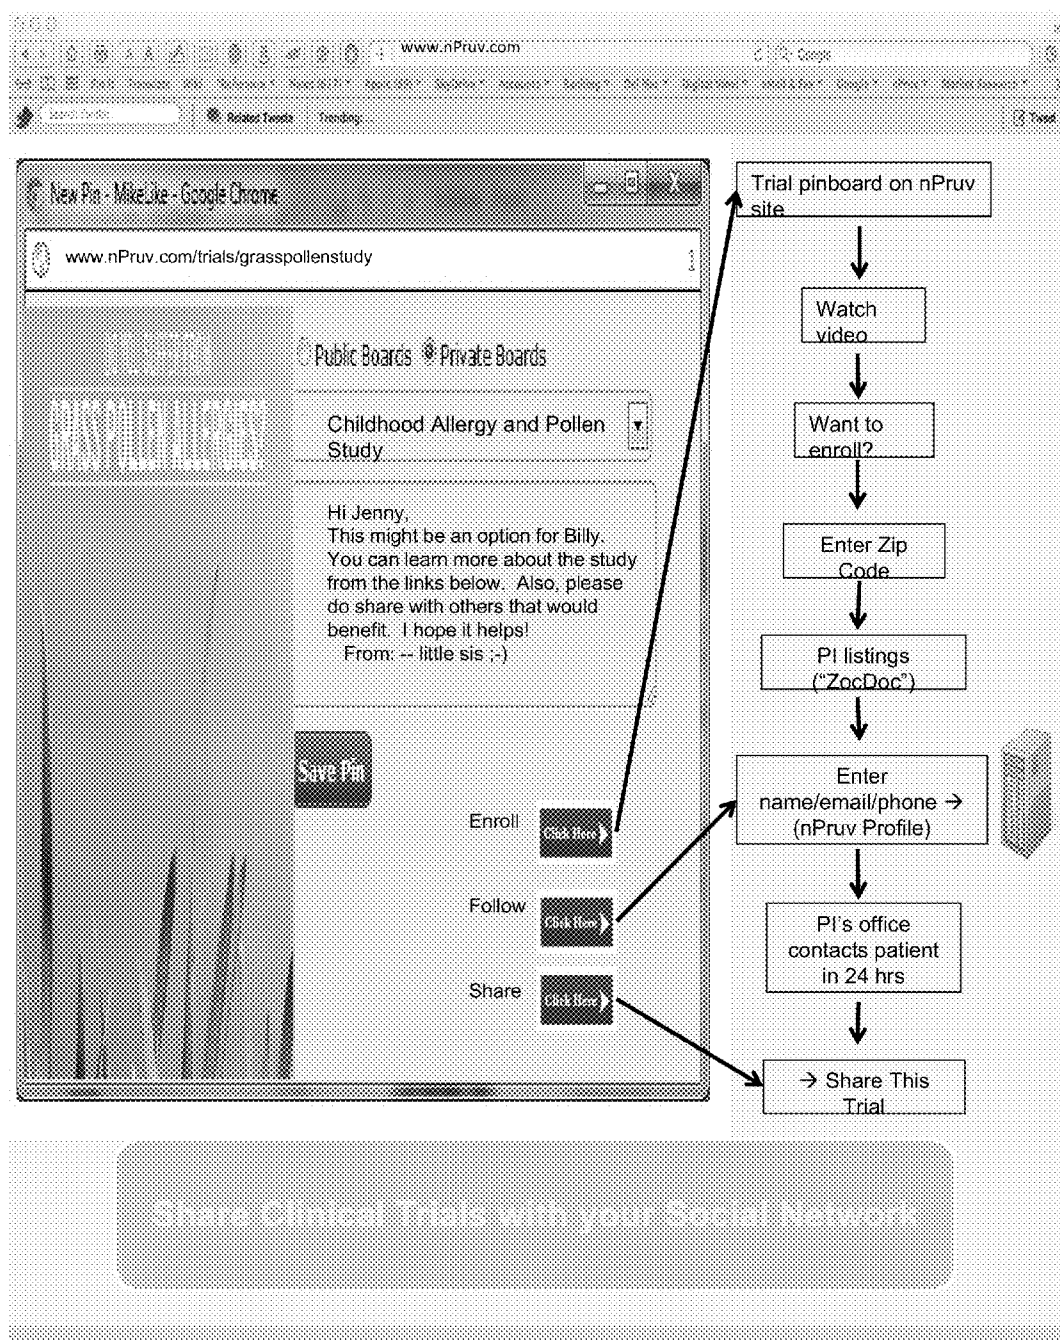 www.nPruv.com
Google
Related Tweets
Trending:
Tweet
New Pin - MikeLike - Google Chrome
www.nPruv.com/trials/grasspollenstudy
GRASS POLLEN ALLERGIES?
Public Boards Private Boards
Childhood Allergy and Pollen
Study
Hi Jenny,
This might be an option for Billy.
You can learn more about the study
from the links below. Also, please
do share with others that would
benefit. I hope it helps!
From: -- little sis ;-)
Save Pin
Enroll Click Here
Follow Click Here
Share Click Here
Trial pinboard on nPruv
site
Watch
video
Want to
enroll?
Enter Zip
Code
PI listings
(“ZocDoc”)
Enter
name/email/phone →
(nPruv Profile)
PI's office
contacts patient
in 24 hrs
→ Share This
Trial
Share Clinical Trials with your Social Network